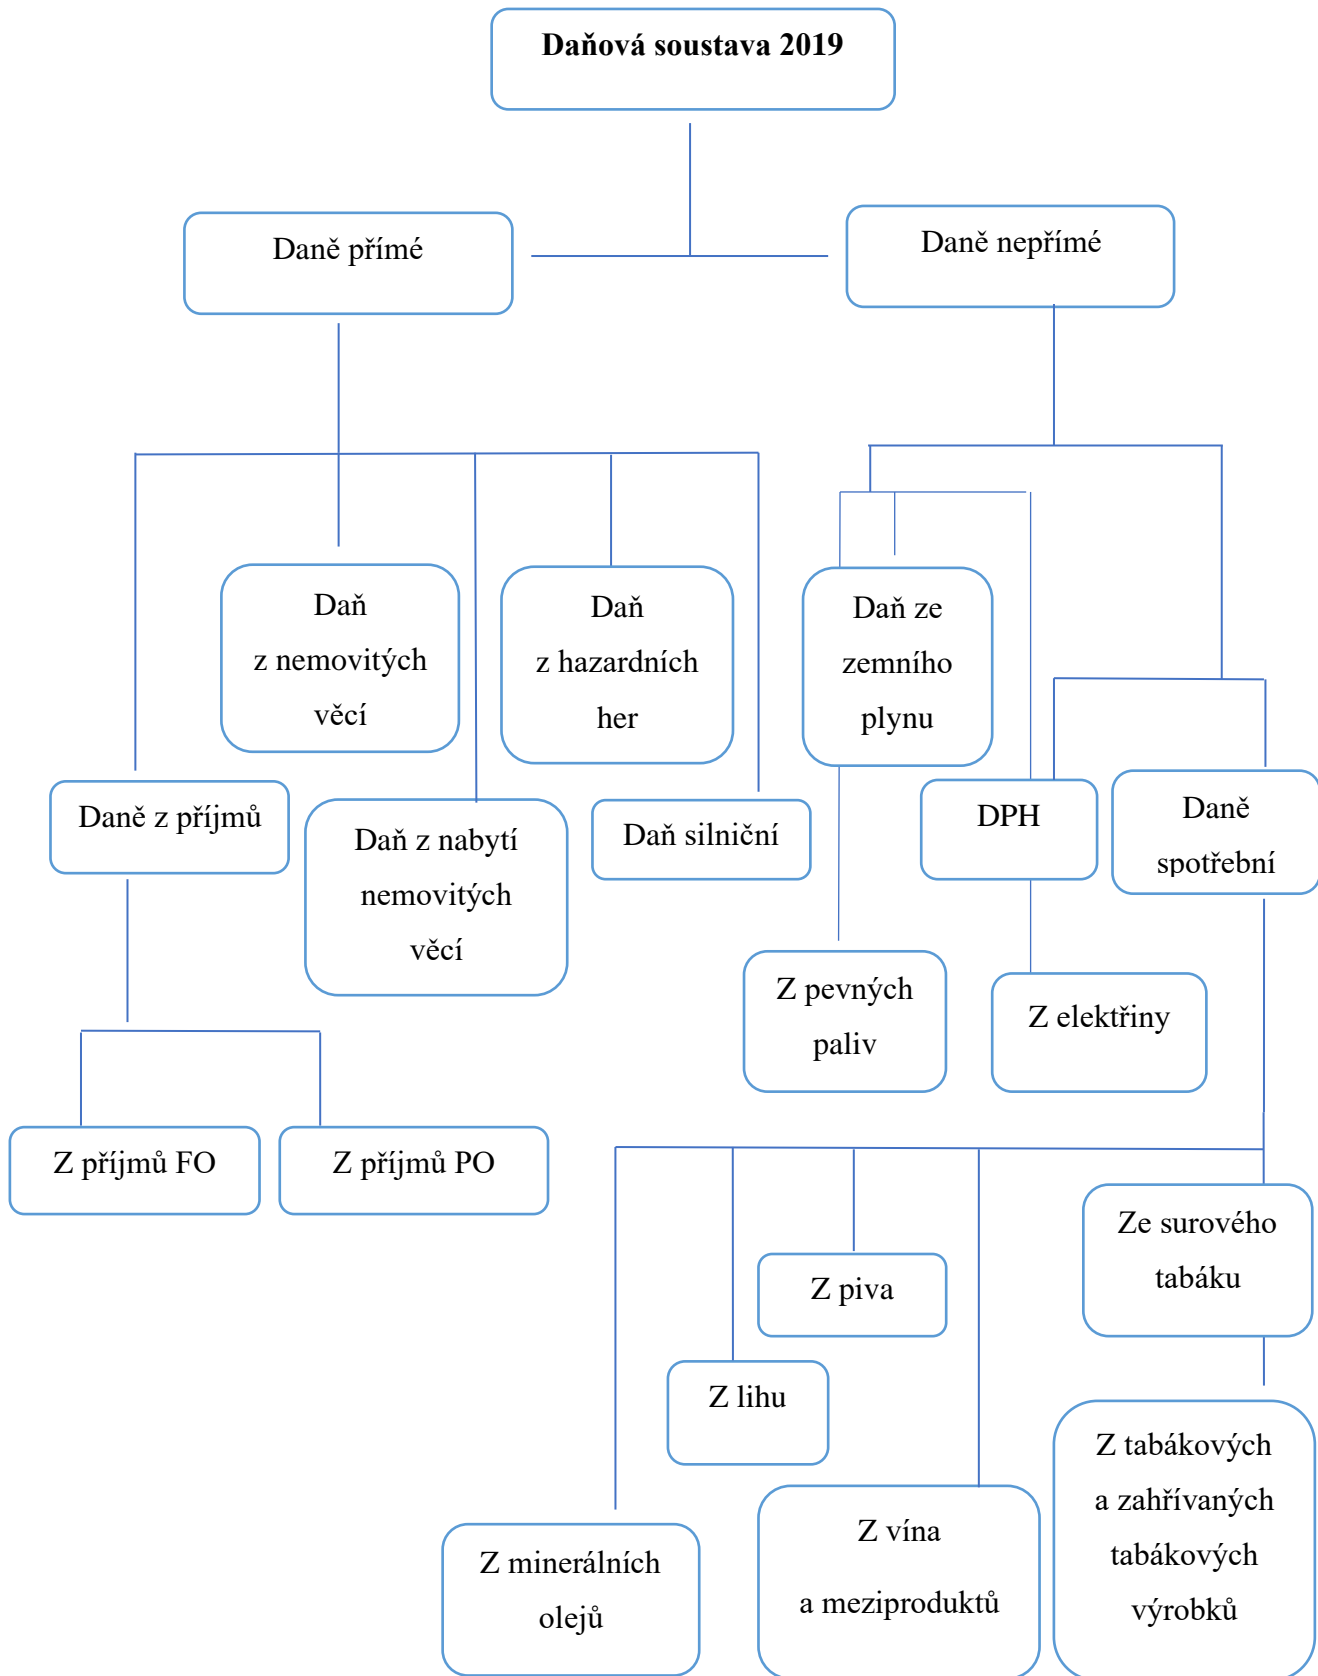 Daňová soustava 2019
Daně přímé
Daně nepřímé
Daň
z nemovitých
věcí
Daň
z hazardních
her
Daň ze
zemního
plynu
Daně z příjmů
Daň z nabytí
nemovitých
věcí
Daň silniční
DPH
Daně
spotřební
Z pevných
paliv
Z elektřiny
Z příjmů FO
Z příjmů PO
Ze surového
tabáku
Z piva
Z lihu
Z tabákových
a zahřívaných
tabákových
výrobků
Z minerálních
olejů
Z vína
a meziproduktů